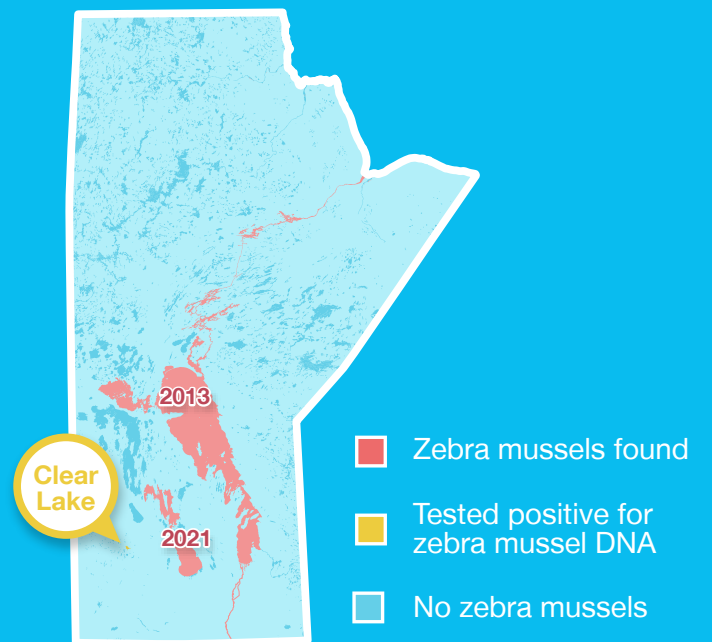 2013
Clear
Lake
2021
Zebra mussels found
Tested positive for
zebra mussel DNA
No zebra mussels